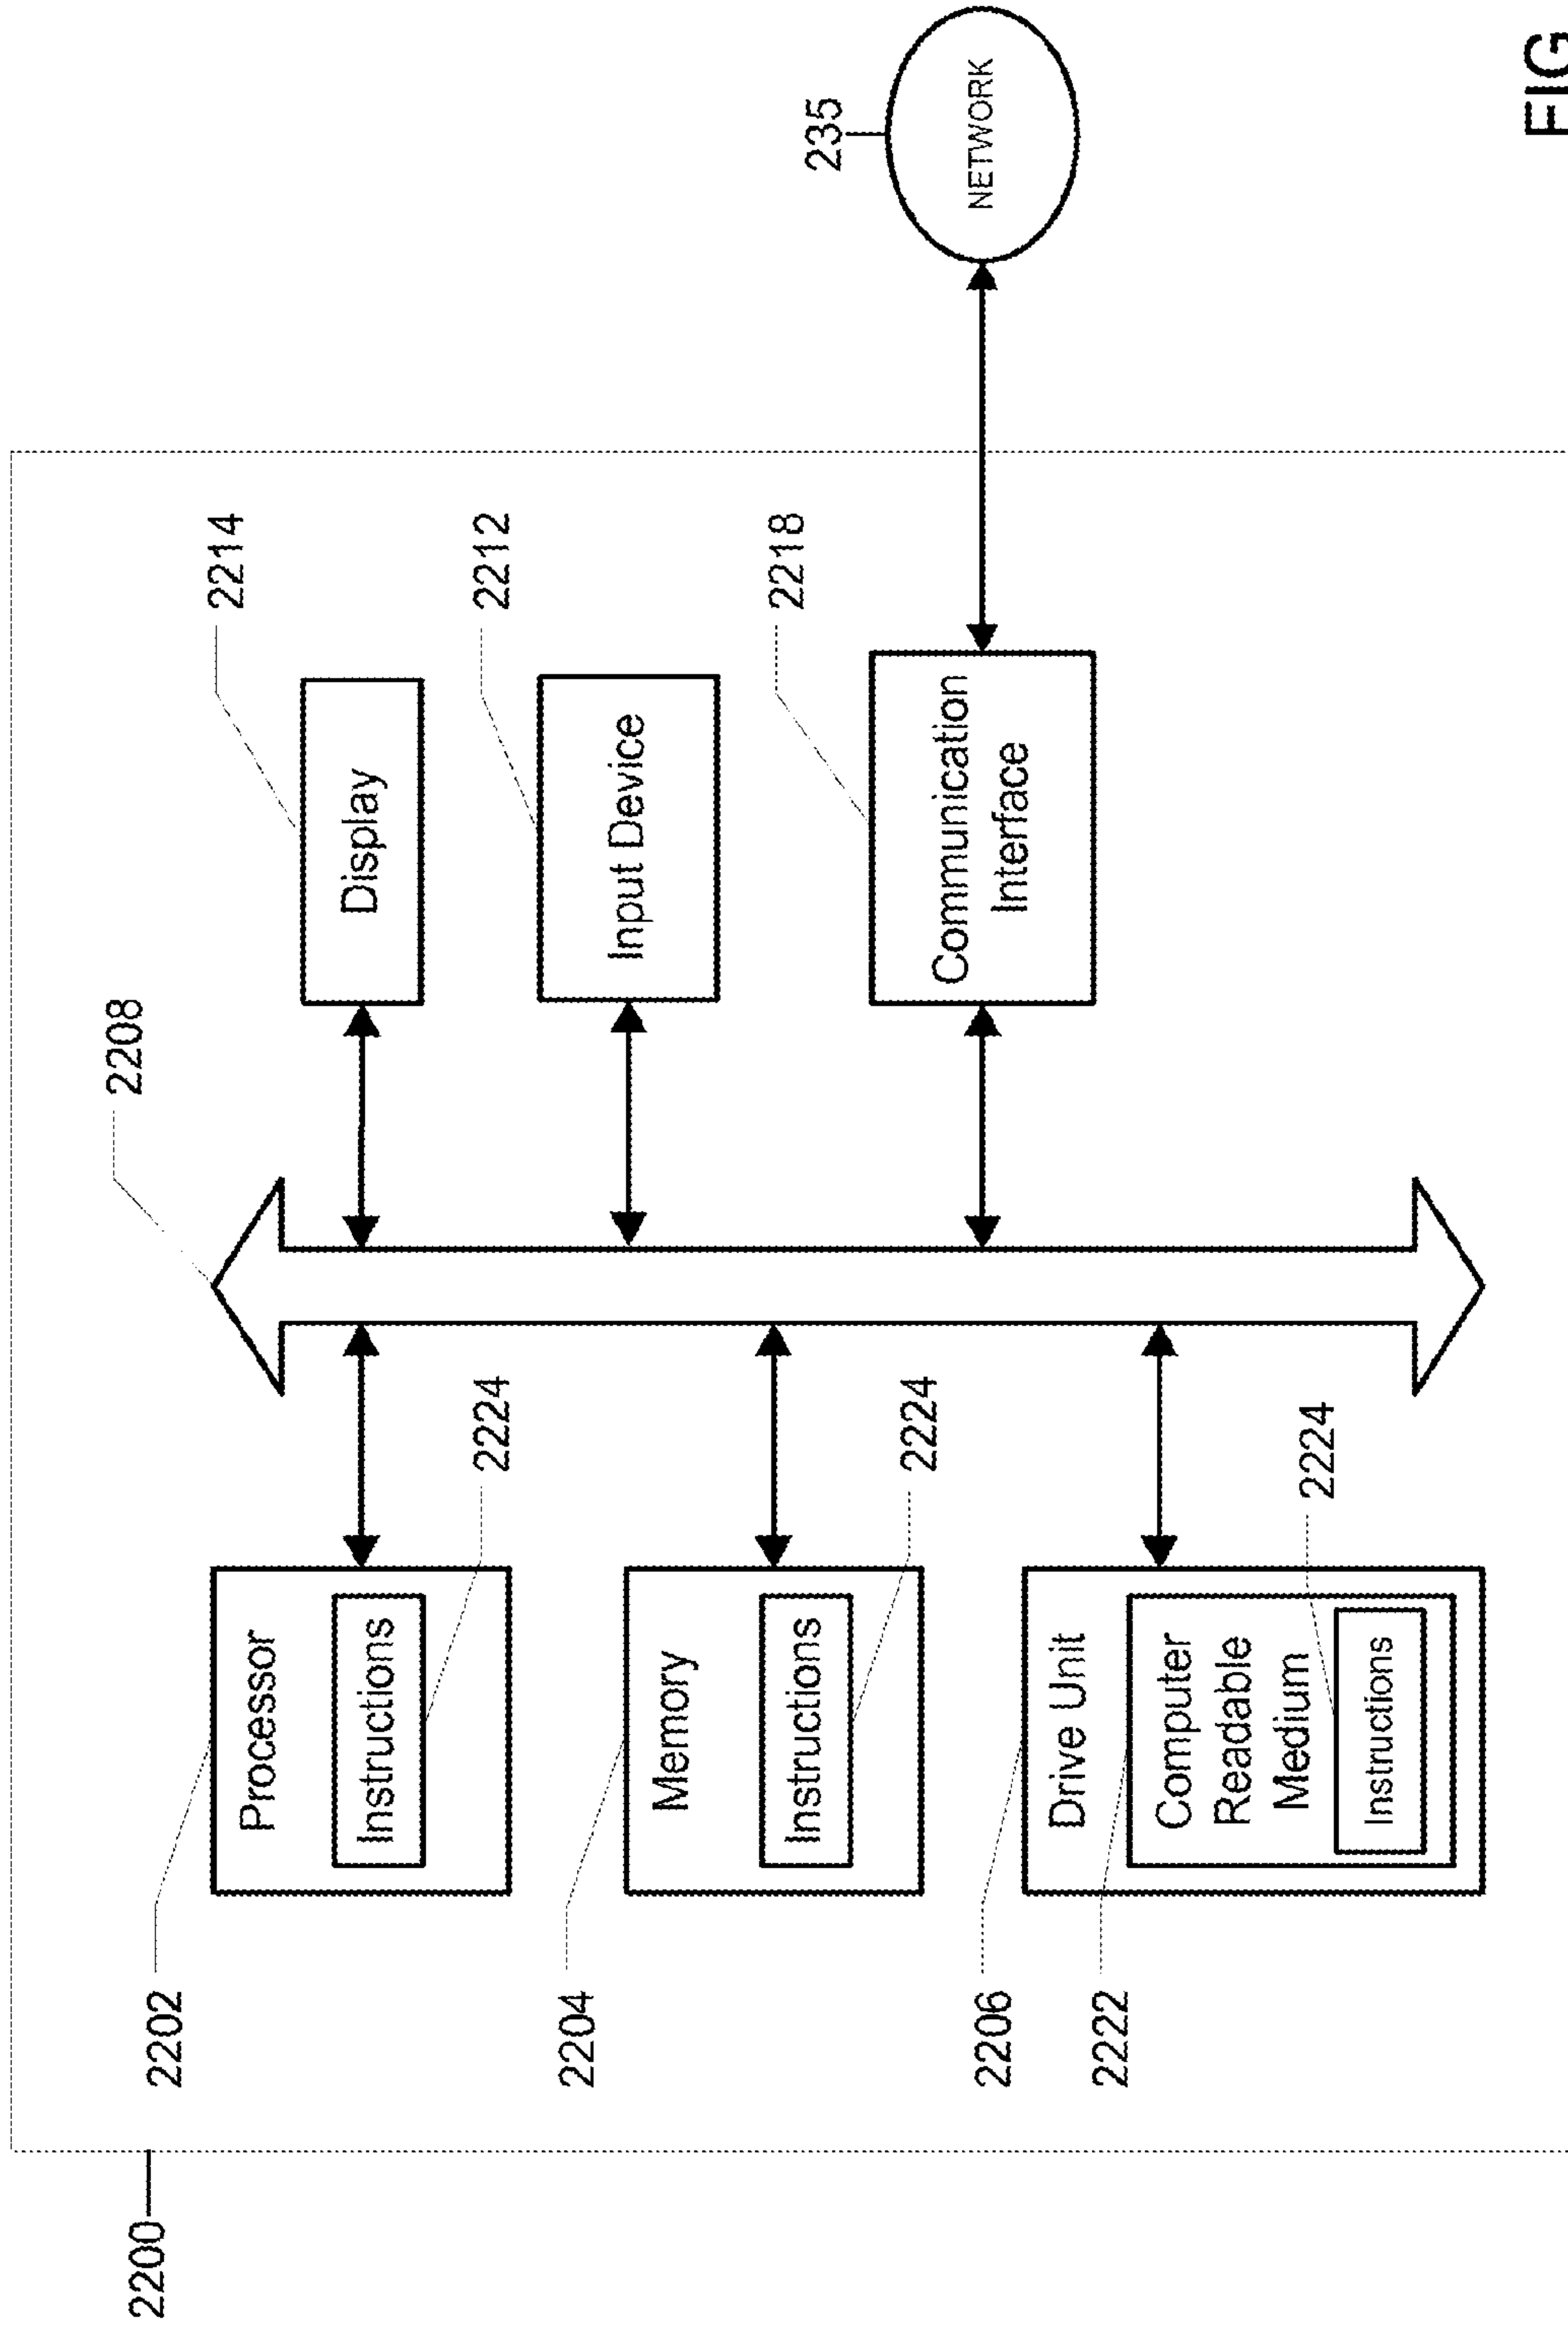 2200
2208
2202
Processor
Instructions
2224
2204
Memory
Instructions
2224
2206
Drive Unit
2222
Computer
Readable
Medium
Instructions
2224
Display
2214
Input Device
2212
Communication
Interface
2218
235
NETWORK
FIG